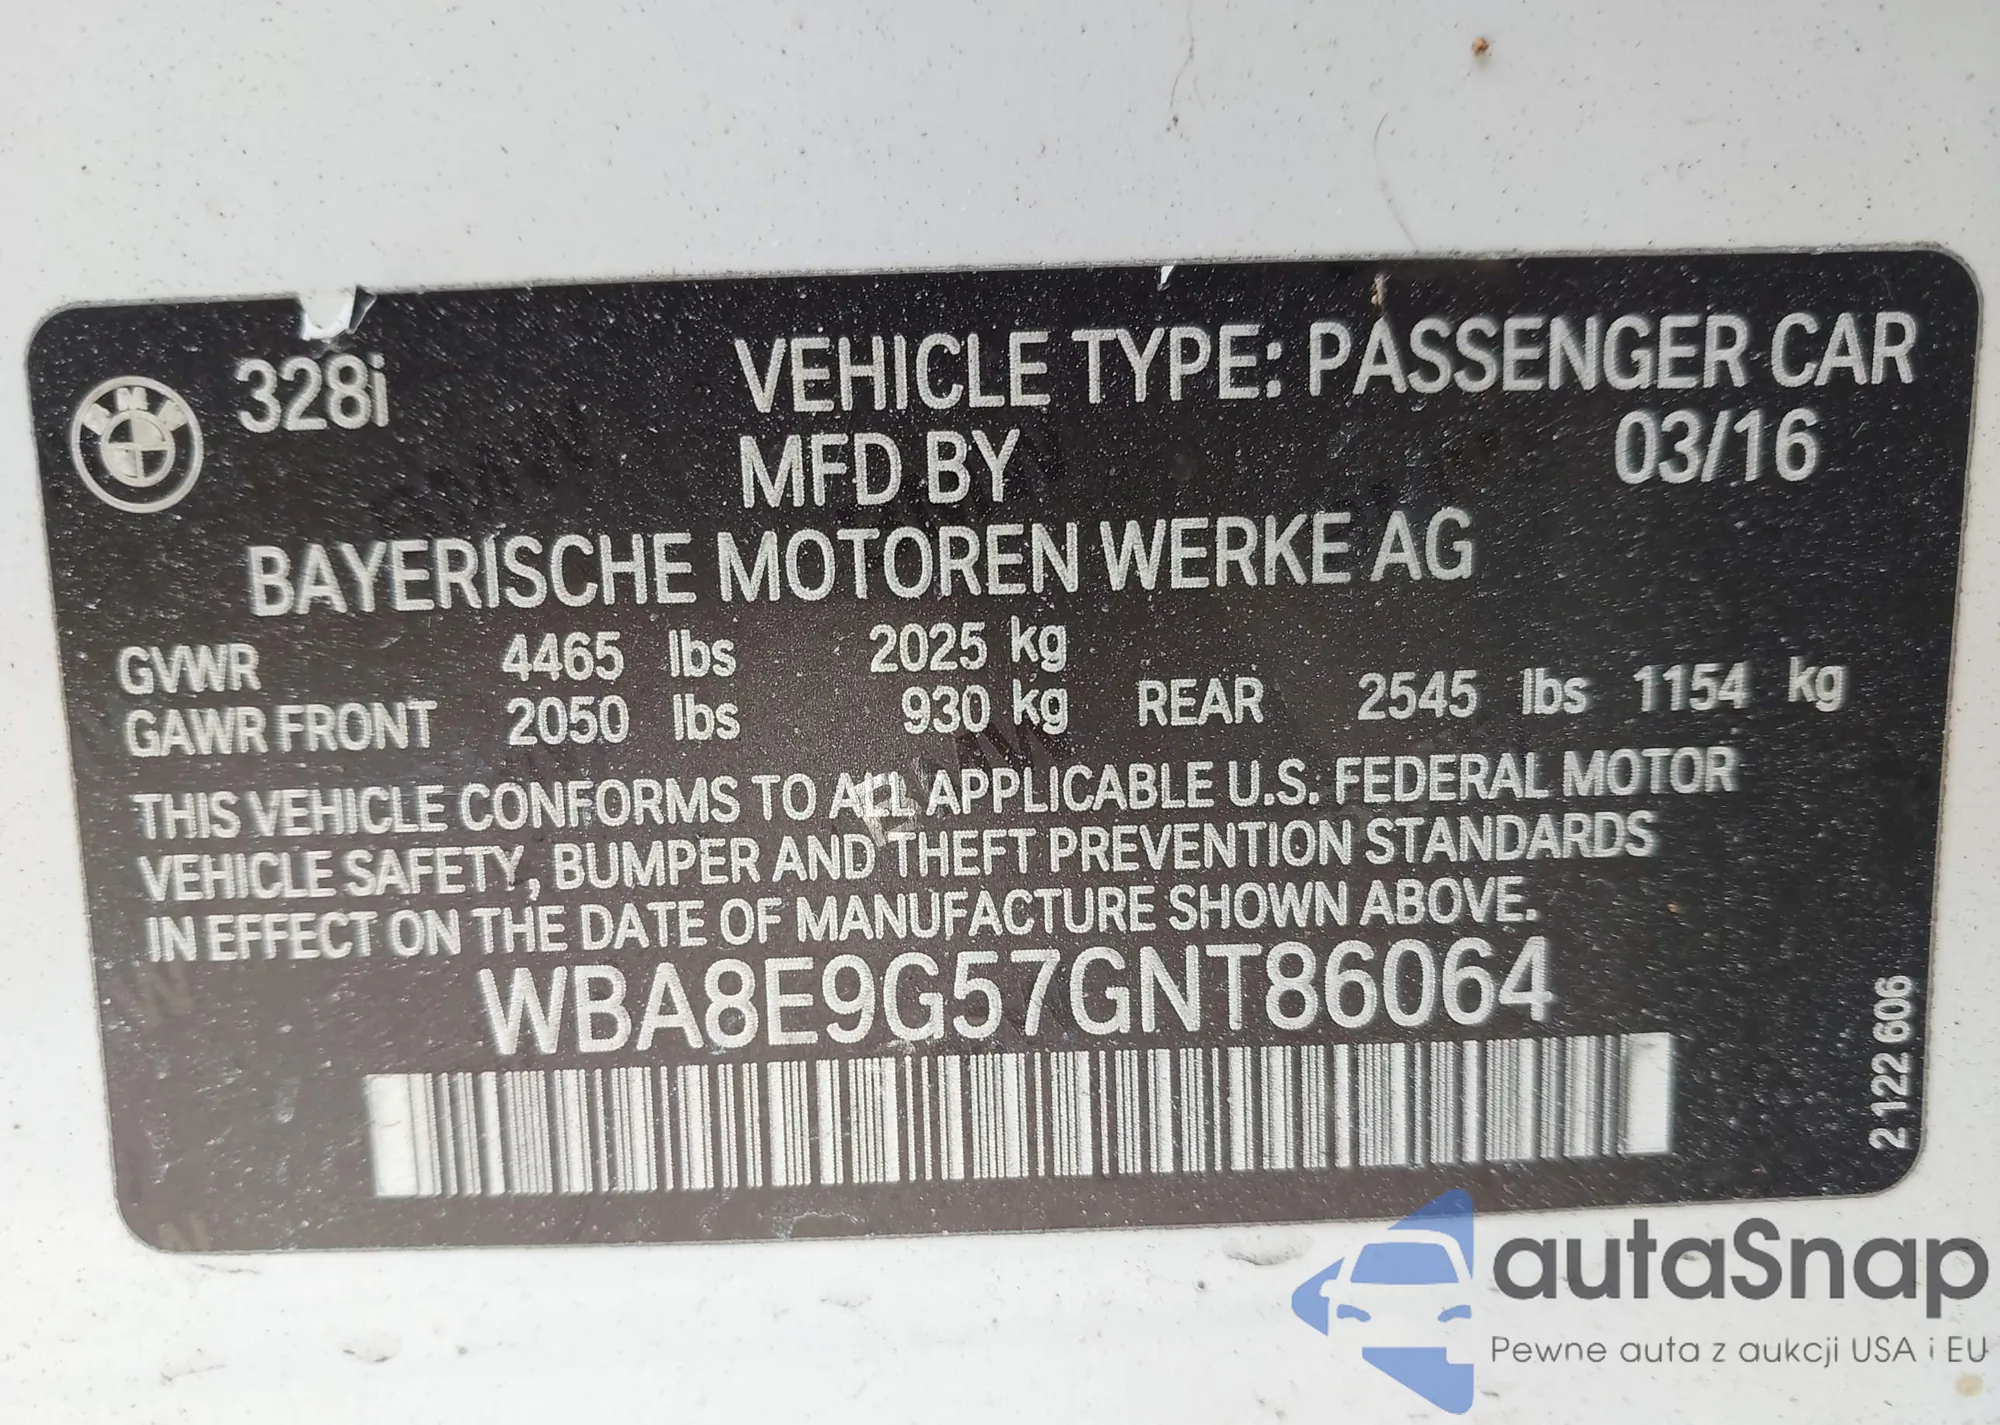 328i VEHICLE TYPE: PASSENGER CAR
BMW MFD BY 03/16
BAYERISCHE MOTOREN WERKE AG
GVWR 4465 lbs 2025 kg
GAWR FRONT 2050 lbs 930 kg REAR 2545 lbs 1154 kg
THIS VEHICLE CONFORMS TO ALL APPLICABLE U.S. FEDERAL MOTOR
VEHICLE SAFETY, BUMPER AND THEFT PREVENTION STANDARDS
IN EFFECT ON THE DATE OF MANUFACTURE SHOWN ABOVE.
WBA8E9G57GNT86064
2 122 606
autaSnap
Pewne auta z aukcji USA i EU